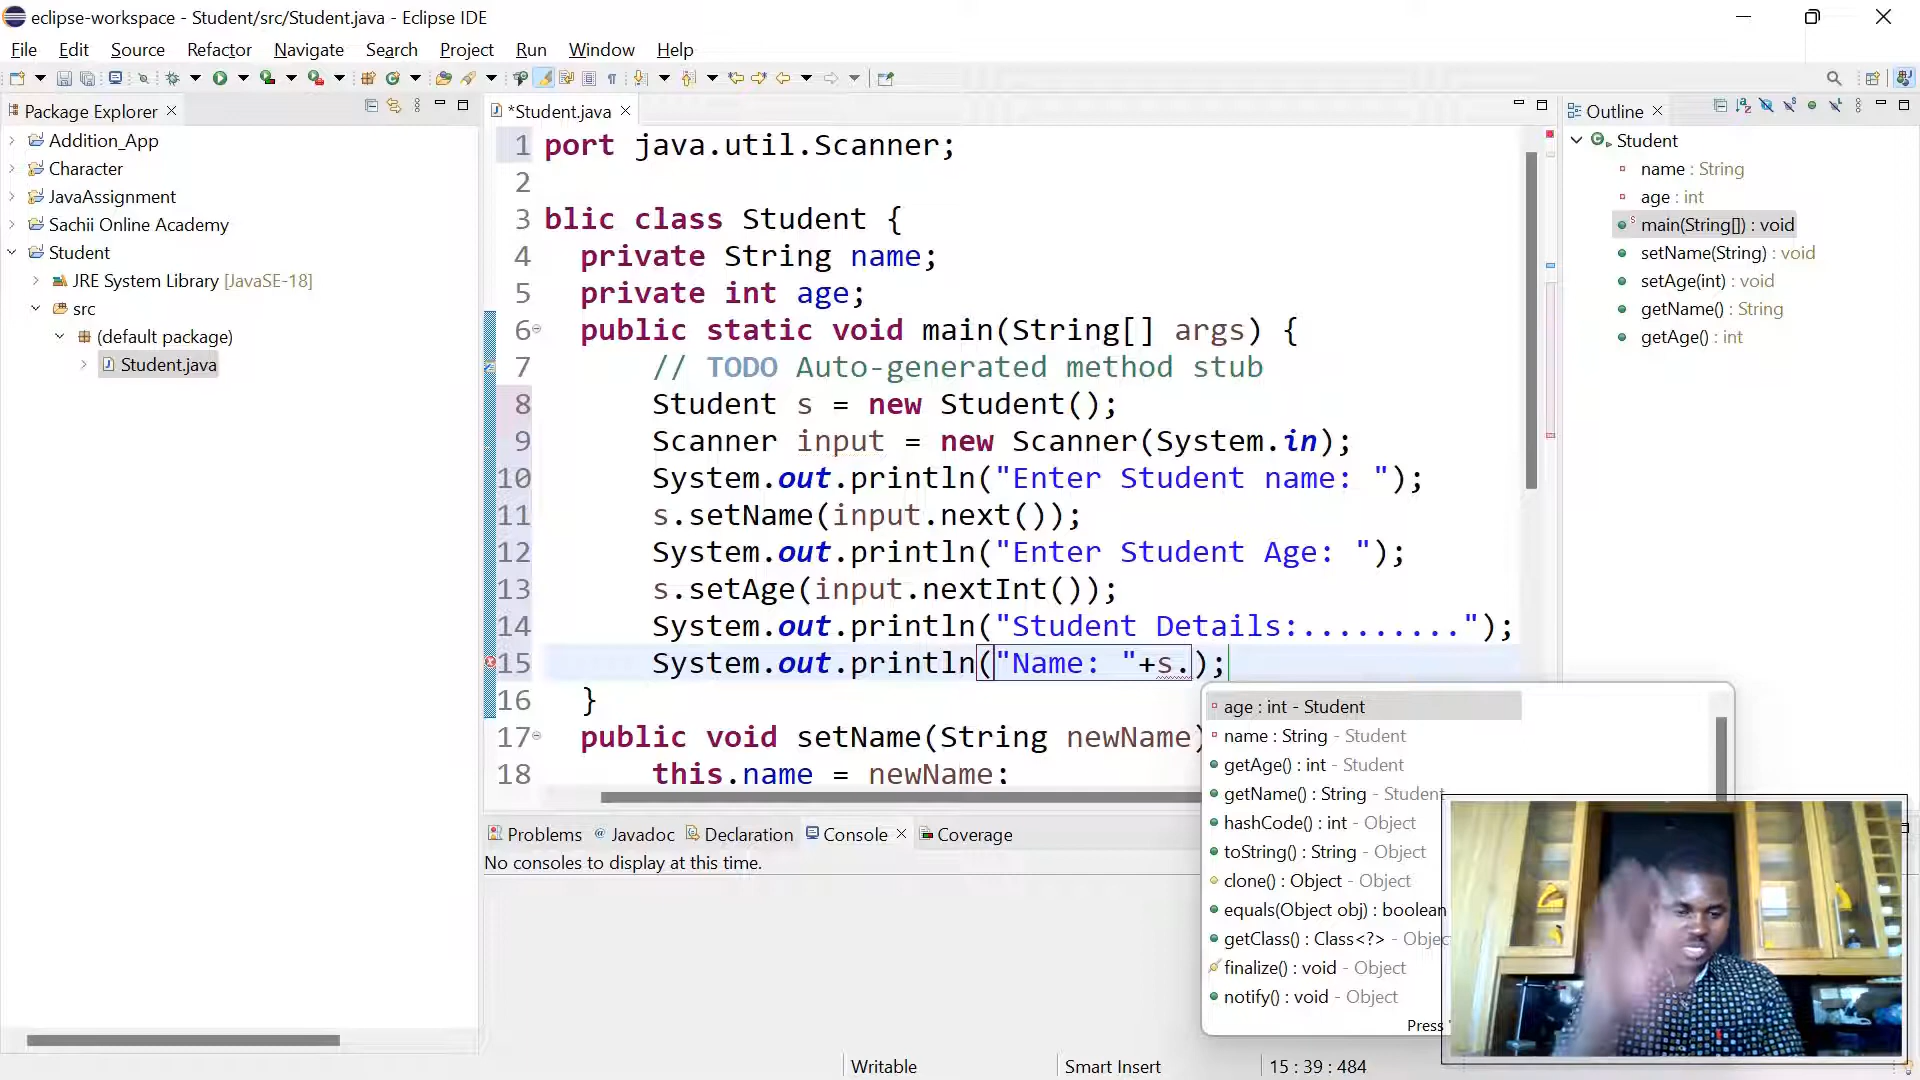 eclipse-workspace - Student/src/Student.java - Eclipse IDE
File Edit Source Refactor Navigate Search Project Run Window Help
Package Explorer
Addition_App
Character
JavaAssignment
Sachii Online Academy
Student
JRE System Library [JavaSE-18]
src
(default package)
Student.java
*Student.java
1 port java.util.Scanner;
2
3 blic class Student {
4 private String name;
5 private int age;
6 public static void main(String[] args) {
7 // TODO Auto-generated method stub
8 Student s = new Student();
9 Scanner input = new Scanner(System.in);
10 System.out.println("Enter Student name: ");
11 s.setName(input.next());
12 System.out.println("Enter Student Age: ");
13 s.setAge(input.nextInt());
14 System.out.println("Student Details:.........");
15 System.out.println("Name: "+s.);
16 }
17 public void setName(String newName)
18 this.name = newName;
age : int - Student
name : String - Student
getAge() : int - Student
getName() : String - Student
hashCode() : int - Object
toString() : String - Object
clone() : Object - Object
equals(Object obj) : boolean
getClass() : Class<?> - Objec
finalize() : void - Object
notify() : void - Object
Press
Outline
Student
name : String
age : int
main(String[]) : void
setName(String) : void
setAge(int) : void
getName() : String
getAge() : int
Problems Javadoc Declaration Console Coverage
No consoles to display at this time.
Writable Smart Insert 15 : 39 : 484